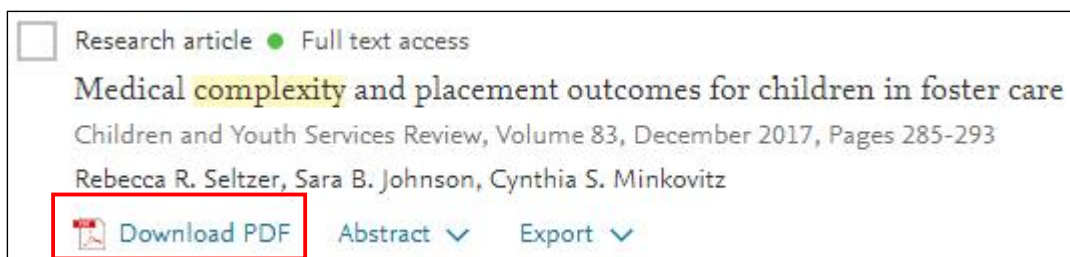 Research article ● Full text access
Medical complexity and placement outcomes for children in foster care
Children and Youth Services Review, Volume 83, December 2017, Pages 285-293
Rebecca R. Seltzer, Sara B. Johnson, Cynthia S. Minkovitz
Download PDF Abstract Export